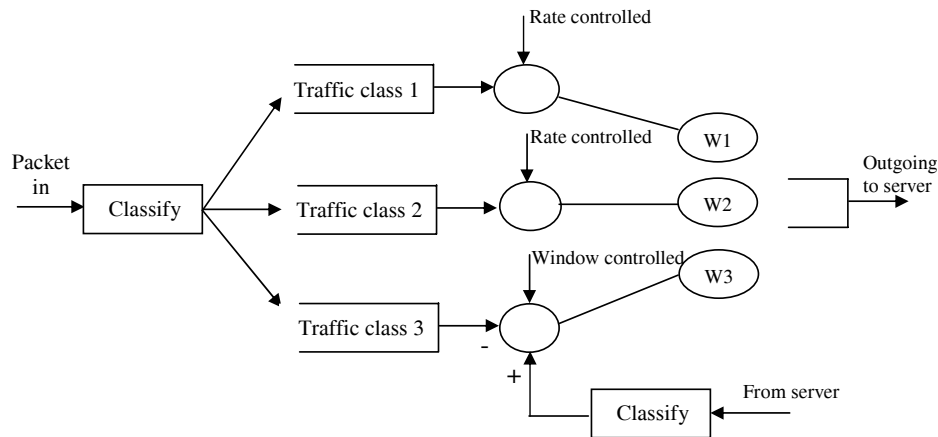 Rate controlled
Traffic class 1
W1
Rate controlled
Packet
in
Classify
Traffic class 2
W2
Outgoing
to server
Window controlled
W3
Traffic class 3
-
+
From server
Classify